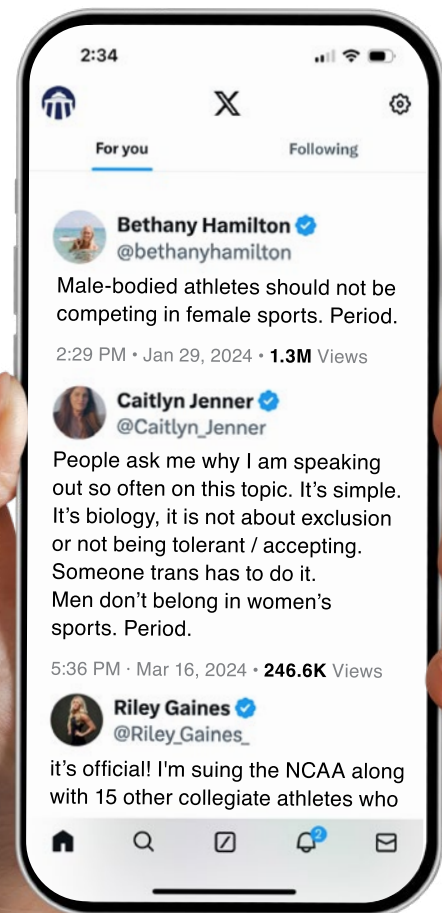 2:34
X
For you
Following
Bethany Hamilton
@bethanyhamilton
Male-bodied athletes should not be
competing in female sports. Period.
2:29 PM • Jan 29, 2024 • 1.3M Views
Caitlyn Jenner
@Caitlyn_Jenner
People ask me why I am speaking
out so often on this topic. It’s simple.
It’s biology, it is not about exclusion
or not being tolerant / accepting.
Someone trans has to do it.
Men don’t belong in women’s
sports. Period.
5:36 PM · Mar 16, 2024 • 246.6K Views
Riley Gaines
@Riley_Gaines_
it’s official! I'm suing the NCAA along
with 15 other collegiate athletes who
2